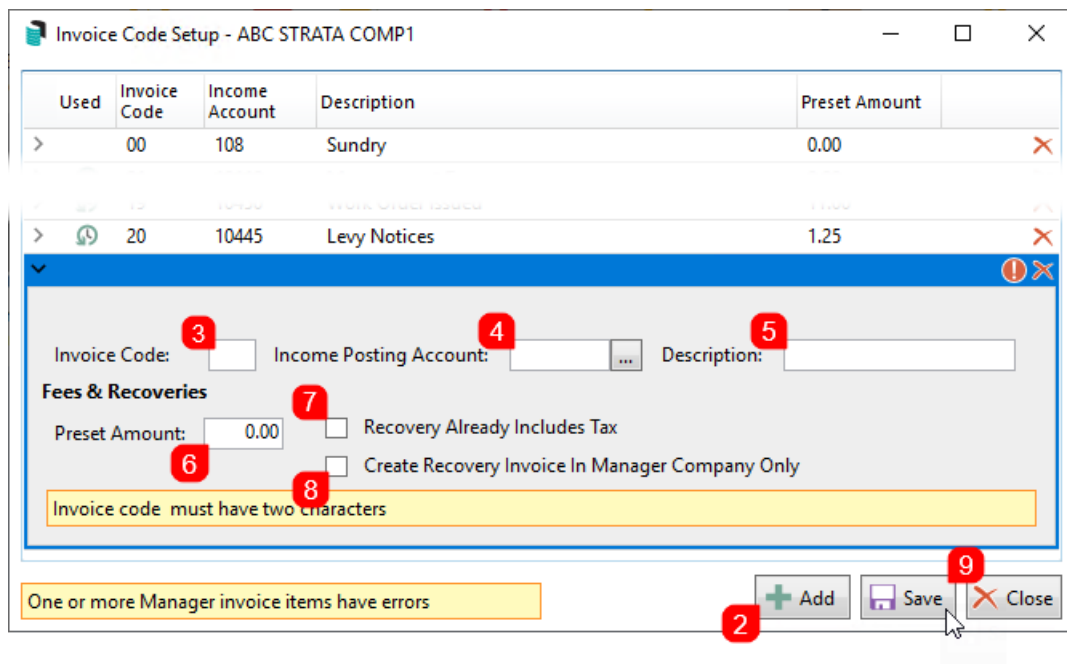 Invoice Code Setup - ABC STRATA COMP1
Used Invoice Code Income Account Description Preset Amount
00 108 Sundry 0.00
20 10445 Levy Notices 1.25
3 4 5
Invoice Code: Income Posting Account: ... Description:
Fees & Recoveries
7
Preset Amount: 0.00 Recovery Already Includes Tax
6
Create Recovery Invoice In Manager Company Only
8
Invoice code must have two characters
9
One or more Manager invoice items have errors Add Save Close
2